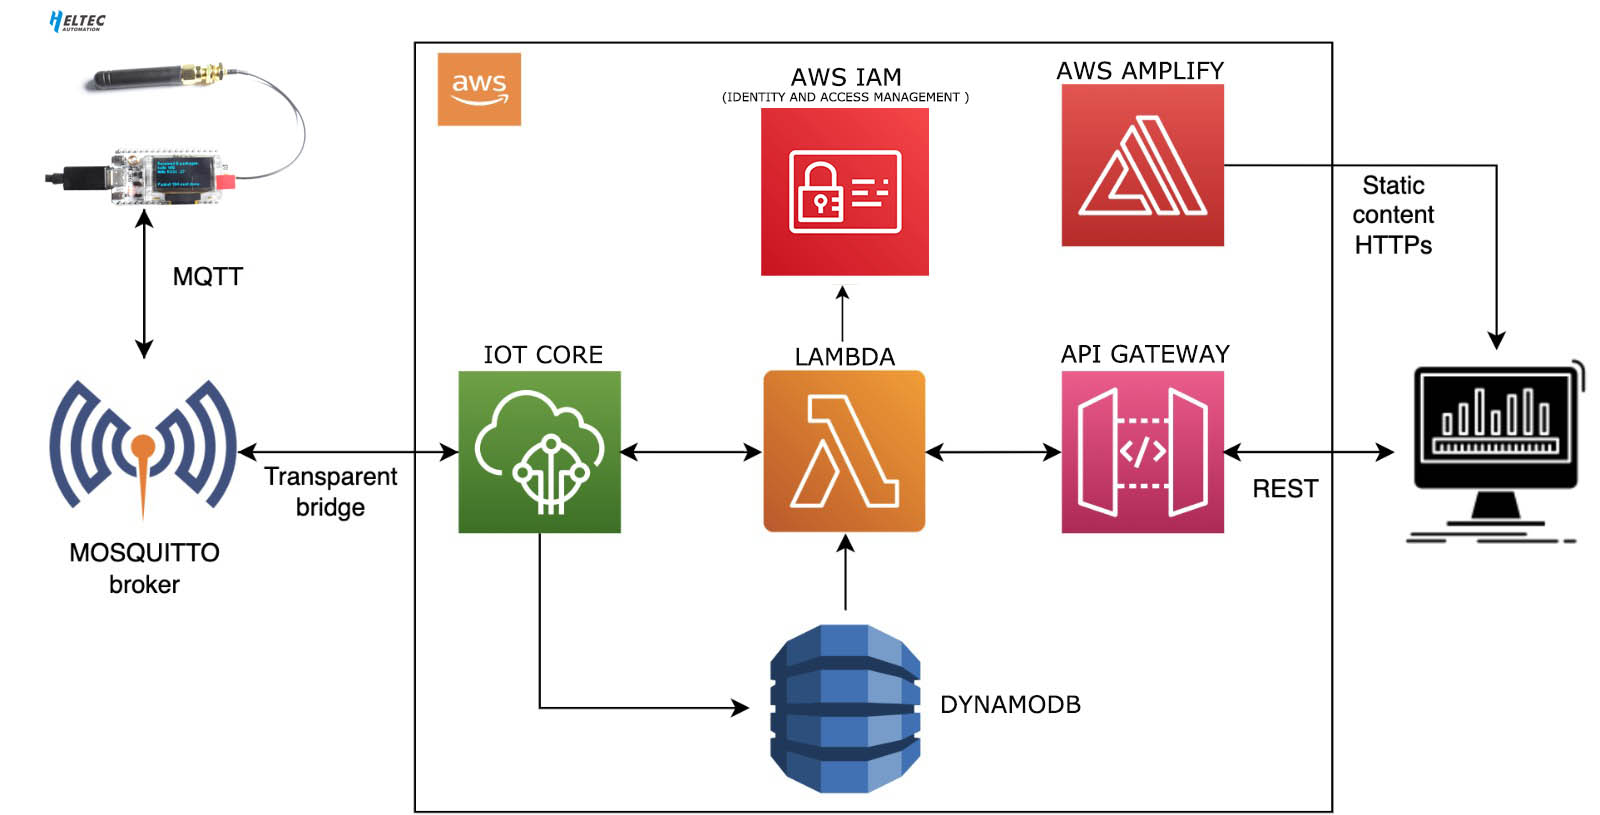 HELTEC
AUTOMATION
aws
AWS IAM
(IDENTITY AND ACCESS MANAGEMENT )
AWS AMPLIFY
Static
content
HTTPs
MQTT
IOT CORE
LAMBDA
API GATEWAY
</>
Transparent
bridge
REST
MOSQUITTO
broker
DYNAMODB